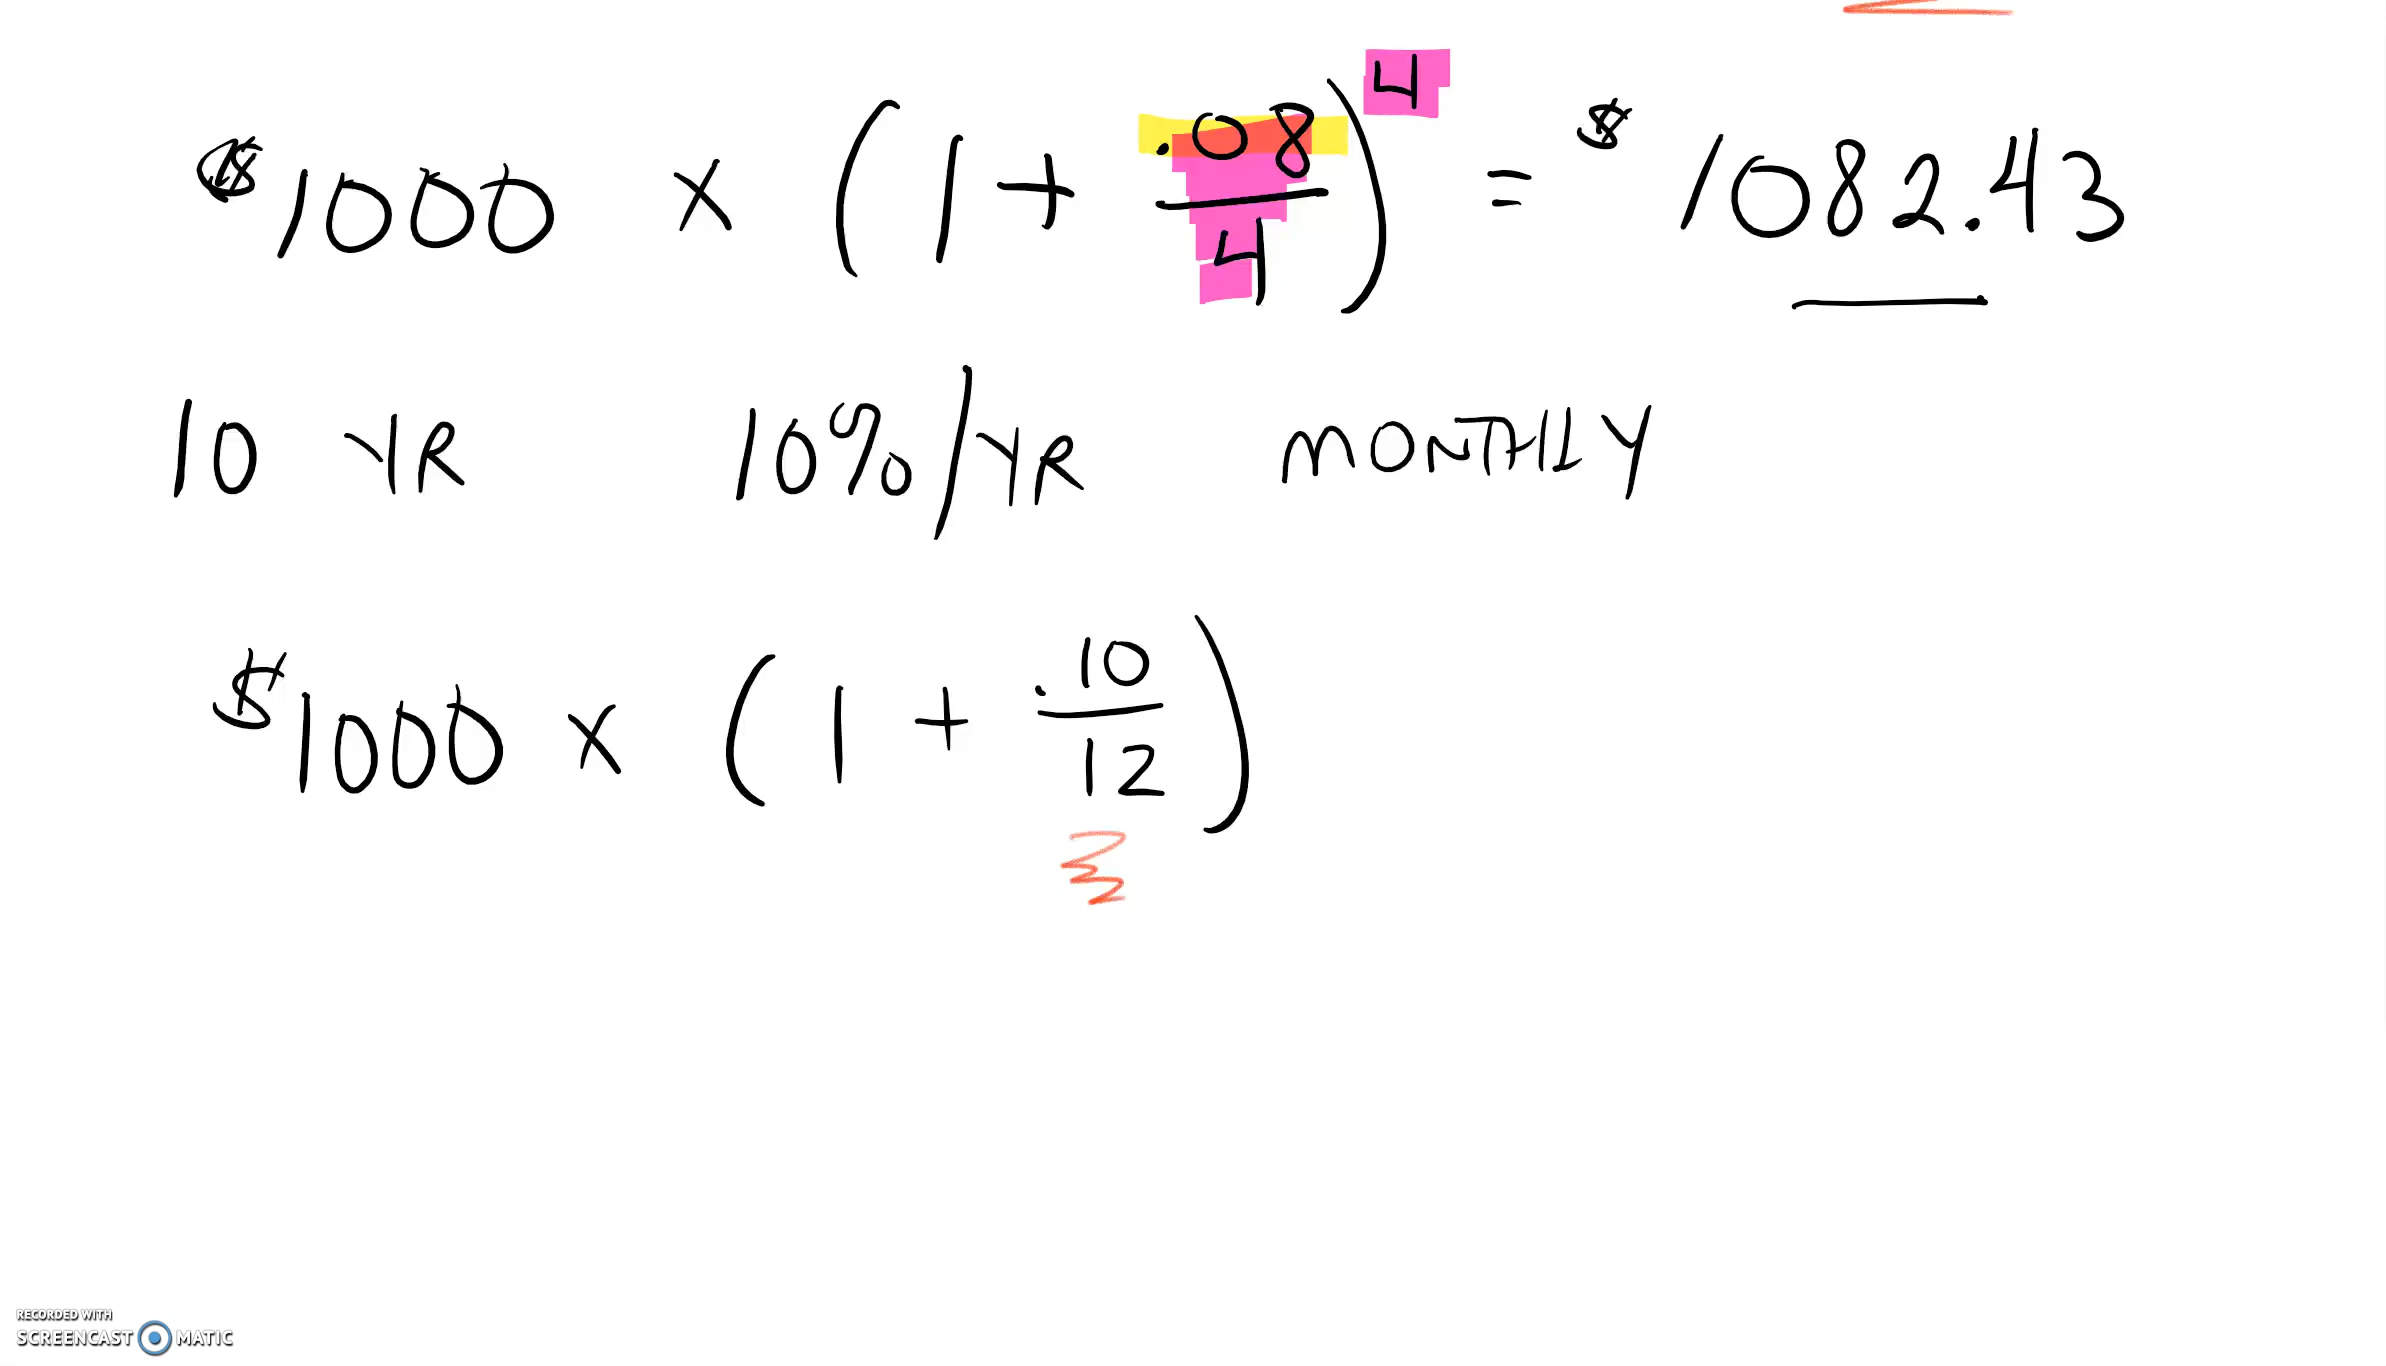 $1000 x (1 + .08/4)^4 = $1082.43
10 YR 10%/YR MONTHLY
$1000 x (1 + .10/12)
RECORDED WITH
SCREENCAST MATIC